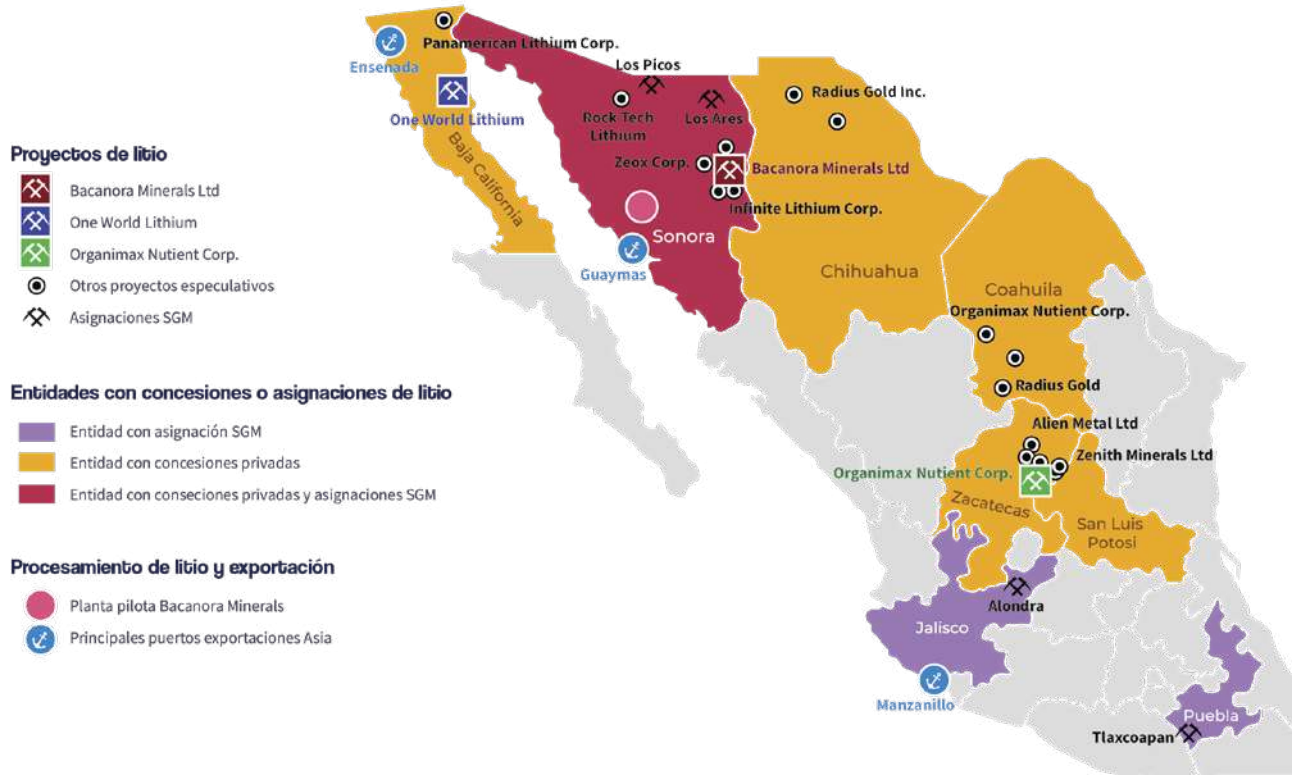 Proyectos de litio
Bacanora Minerals Ltd
One World Lithium
Organimax Nutient Corp.
Otros proyectos especulativos
Asignaciones SGM
Entidades con concesiones o asignaciones de litio
Entidad con asignación SGM
Entidad con concesiones privadas
Entidad con conseciones privadas y asignaciones SGM
Procesamiento de litio y exportación
Planta pilota Bacanora Minerals
Principales puertos exportaciones Asia
Panamerican Lithium Corp.
Ensenada
One World Lithium
Baja California
Los Picos
Rock Tech
Lithium
Los Ares
Zeox Corp.
Bacanora Minerals Ltd
Infinite Lithium Corp.
Sonora
Guaymas
Radius Gold Inc.
Chihuahua
Coahuila
Organimax Nutient Corp.
Radius Gold
Alien Metal Ltd
Zenith Minerals Ltd
Organimax Nutient Corp.
Zacatecas
San Luis
Potosí
Alondra
Jalisco
Manzanillo
Puebla
Tlaxcoapan